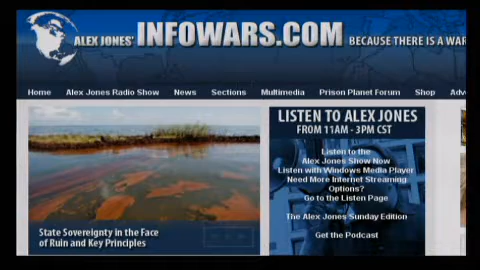 ALEX JONES' INFOWARS.COM BECAUSE THERE IS A WAR
Home Alex Jones Radio Show News Sections Multimedia Prison Planet Forum Shop Adv
LISTEN TO ALEX JONES
FROM 11AM - 3PM CST
Listen to the
Alex Jones Show Now
Listen with Windows Media Player
Need More Internet Streaming
Options?
Go to the Listen Page
The Alex Jones Sunday Edition
Get the Podcast
State Sovereignty in the Face
of Ruin and Key Principles